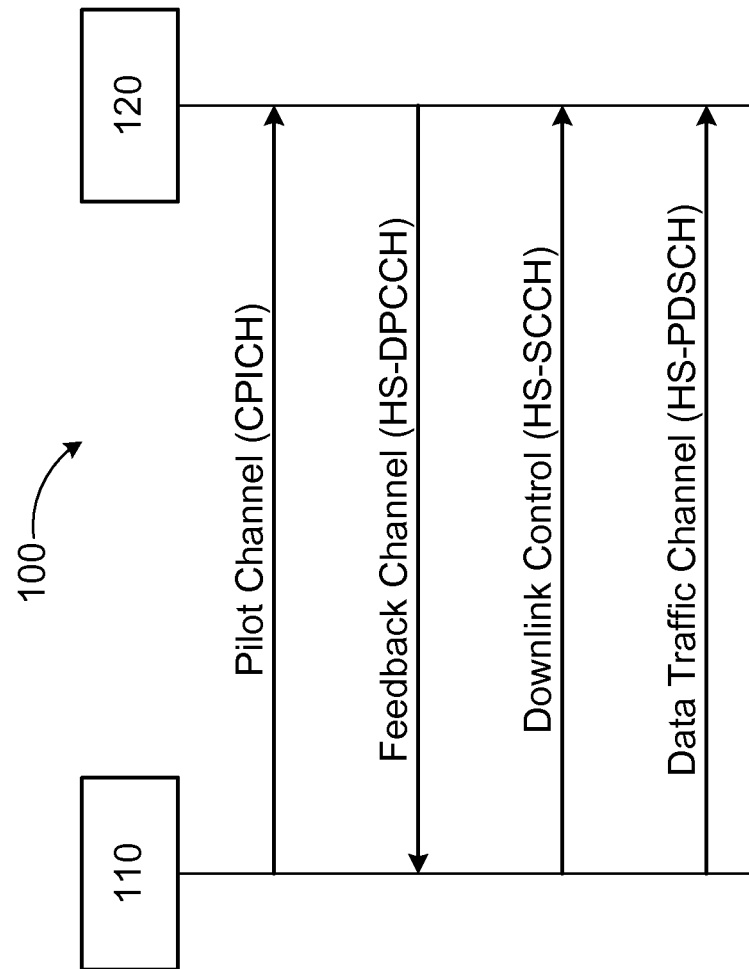 100
110
120
Pilot Channel (CPICH)
Feedback Channel (HS-DPCCH)
Downlink Control (HS-SCCH)
Data Traffic Channel (HS-PDSCH)